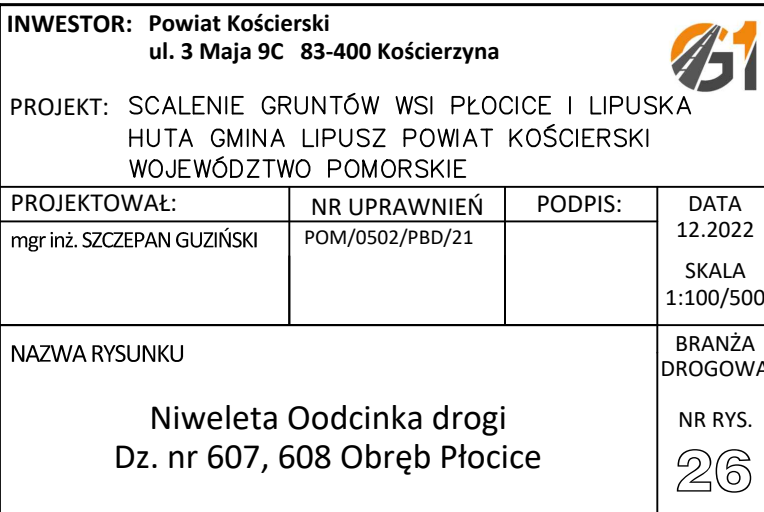 INWESTOR: Powiat Kościerski
ul. 3 Maja 9C 83-400 Kościerzyna
G1
PROJEKT: SCALENIE GRUNTÓW WSI PŁOCICE I LIPUSKA
HUTA GMINA LIPUSZ POWIAT KOŚCIERSKI
WOJEWÓDZTWO POMORSKIE
PROJEKTOWAŁ: NR UPRAWNIEŃ PODPIS: DATA
mgr inż. SZCZEPAN GUZIŃSKI POM/0502/PBD/21 12.2022
SKALA
1:100/500
NAZWA RYSUNKU BRANŻA
DROGOWA
Niweleta Oodcinka drogi NR RYS.
Dz. nr 607, 608 Obręb Płocice 26